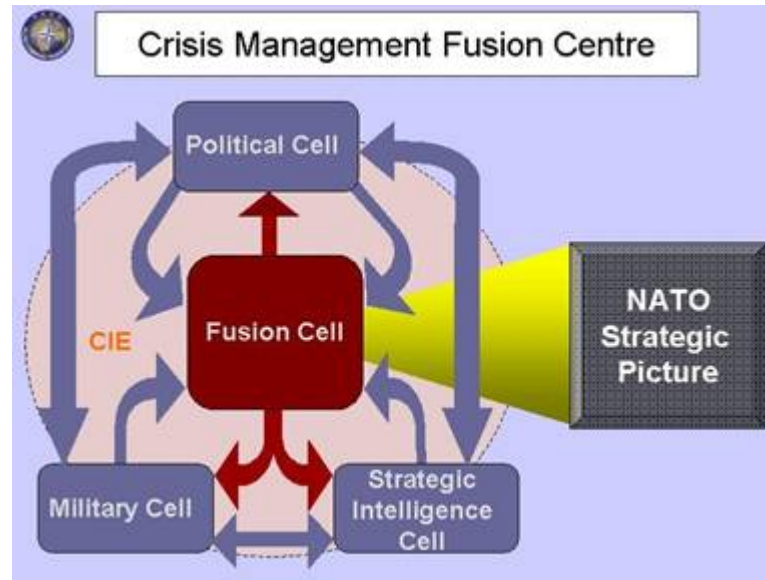 Crisis Management Fusion Centre
Political Cell
Fusion Cell
NATO
Strategic
Picture
CIE
Military Cell
Strategic
Intelligence
Cell